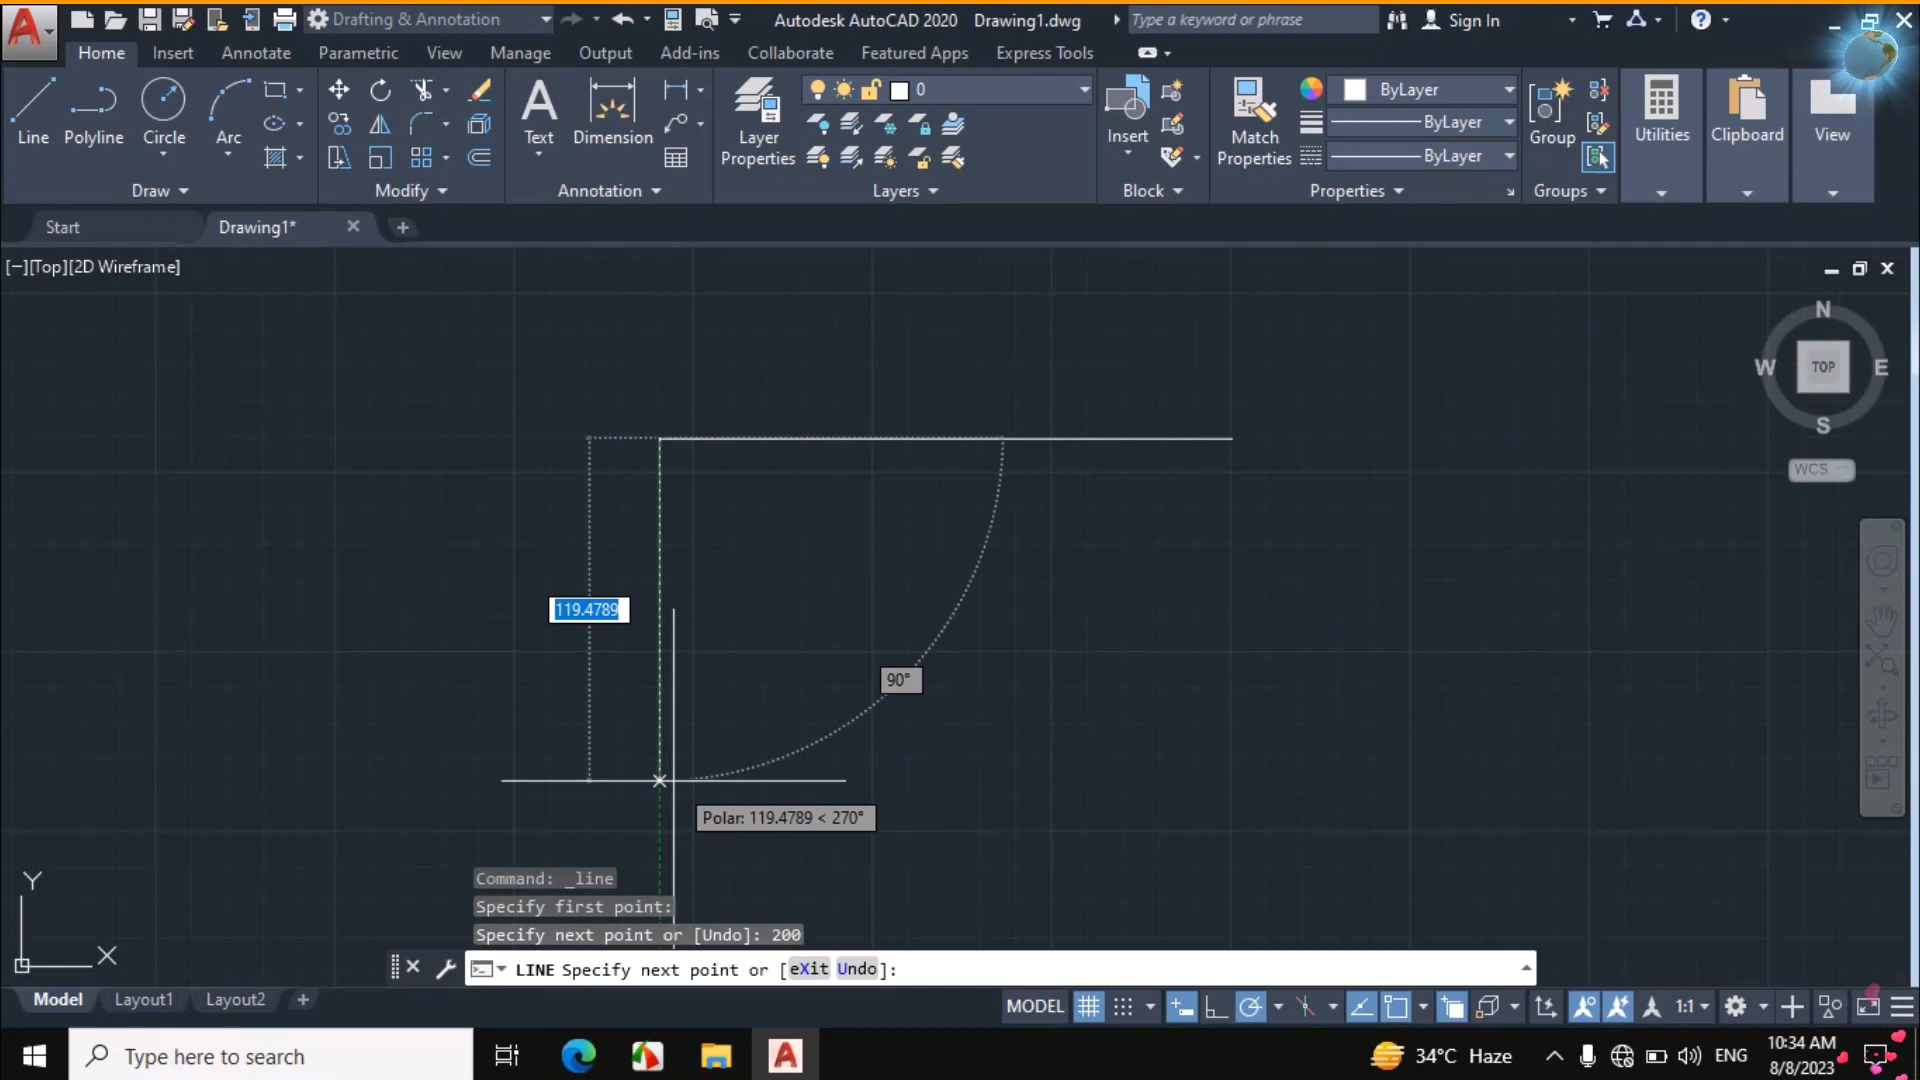 Drafting & Annotation
Autodesk AutoCAD 2020 Drawing1.dwg
Type a keyword or phrase
Sign In
Home Insert Annotate Parametric View Manage Output Add-ins Collaborate Featured Apps Express Tools
Line Polyline Circle Arc
Draw
Modify
Text Dimension
Annotation
Layer Properties
0
Layers
Insert
Block
Match Properties
ByLayer
ByLayer
ByLayer
Properties
Group
Groups
Utilities
Clipboard
View
Start Drawing1*
[−][Top][2D Wireframe]
N
W TOP E
S
WCS
119.4789
90°
Polar: 119.4789 < 270°
Y
X
Command: _line
Specify first point:
Specify next point or [Undo]: 200
LINE Specify next point or [eXit Undo]:
Model Layout1 Layout2
MODEL
1:1
Type here to search
34°C Haze
ENG
10:34 AM
8/8/2023